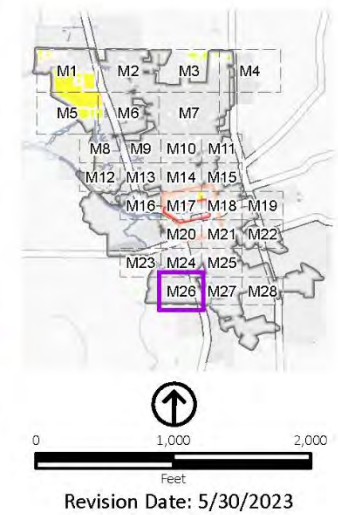 M1 M2 M3 M4
M5 M6 M7
M8 M9 M10 M11
M12 M13 M14 M15
M16 M17 M18 M19
M20 M21 M22
M23 M24 M25
M26 M27 M28
0 1,000 2,000
Feet
Revision Date: 5/30/2023